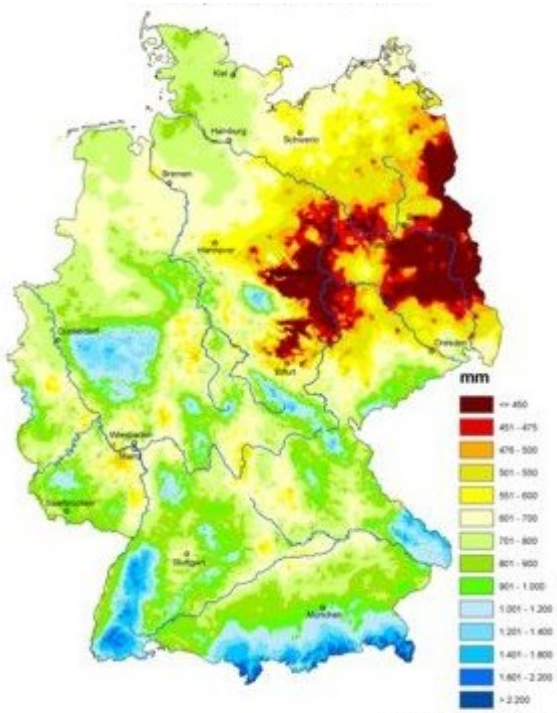 Kiel
Schwerin
Hamburg
Bremen
Hannover
Düsseldorf
Erfurt
Dresden
Wiesbaden
Saarbrücken
Stuttgart
München
mm
<= 450
451 - 475
476 - 500
501 - 550
551 - 600
601 - 700
701 - 800
801 - 900
901 - 1.000
1.001 - 1.200
1.201 - 1.400
1.401 - 1.600
1.601 - 2.200
> 2.200